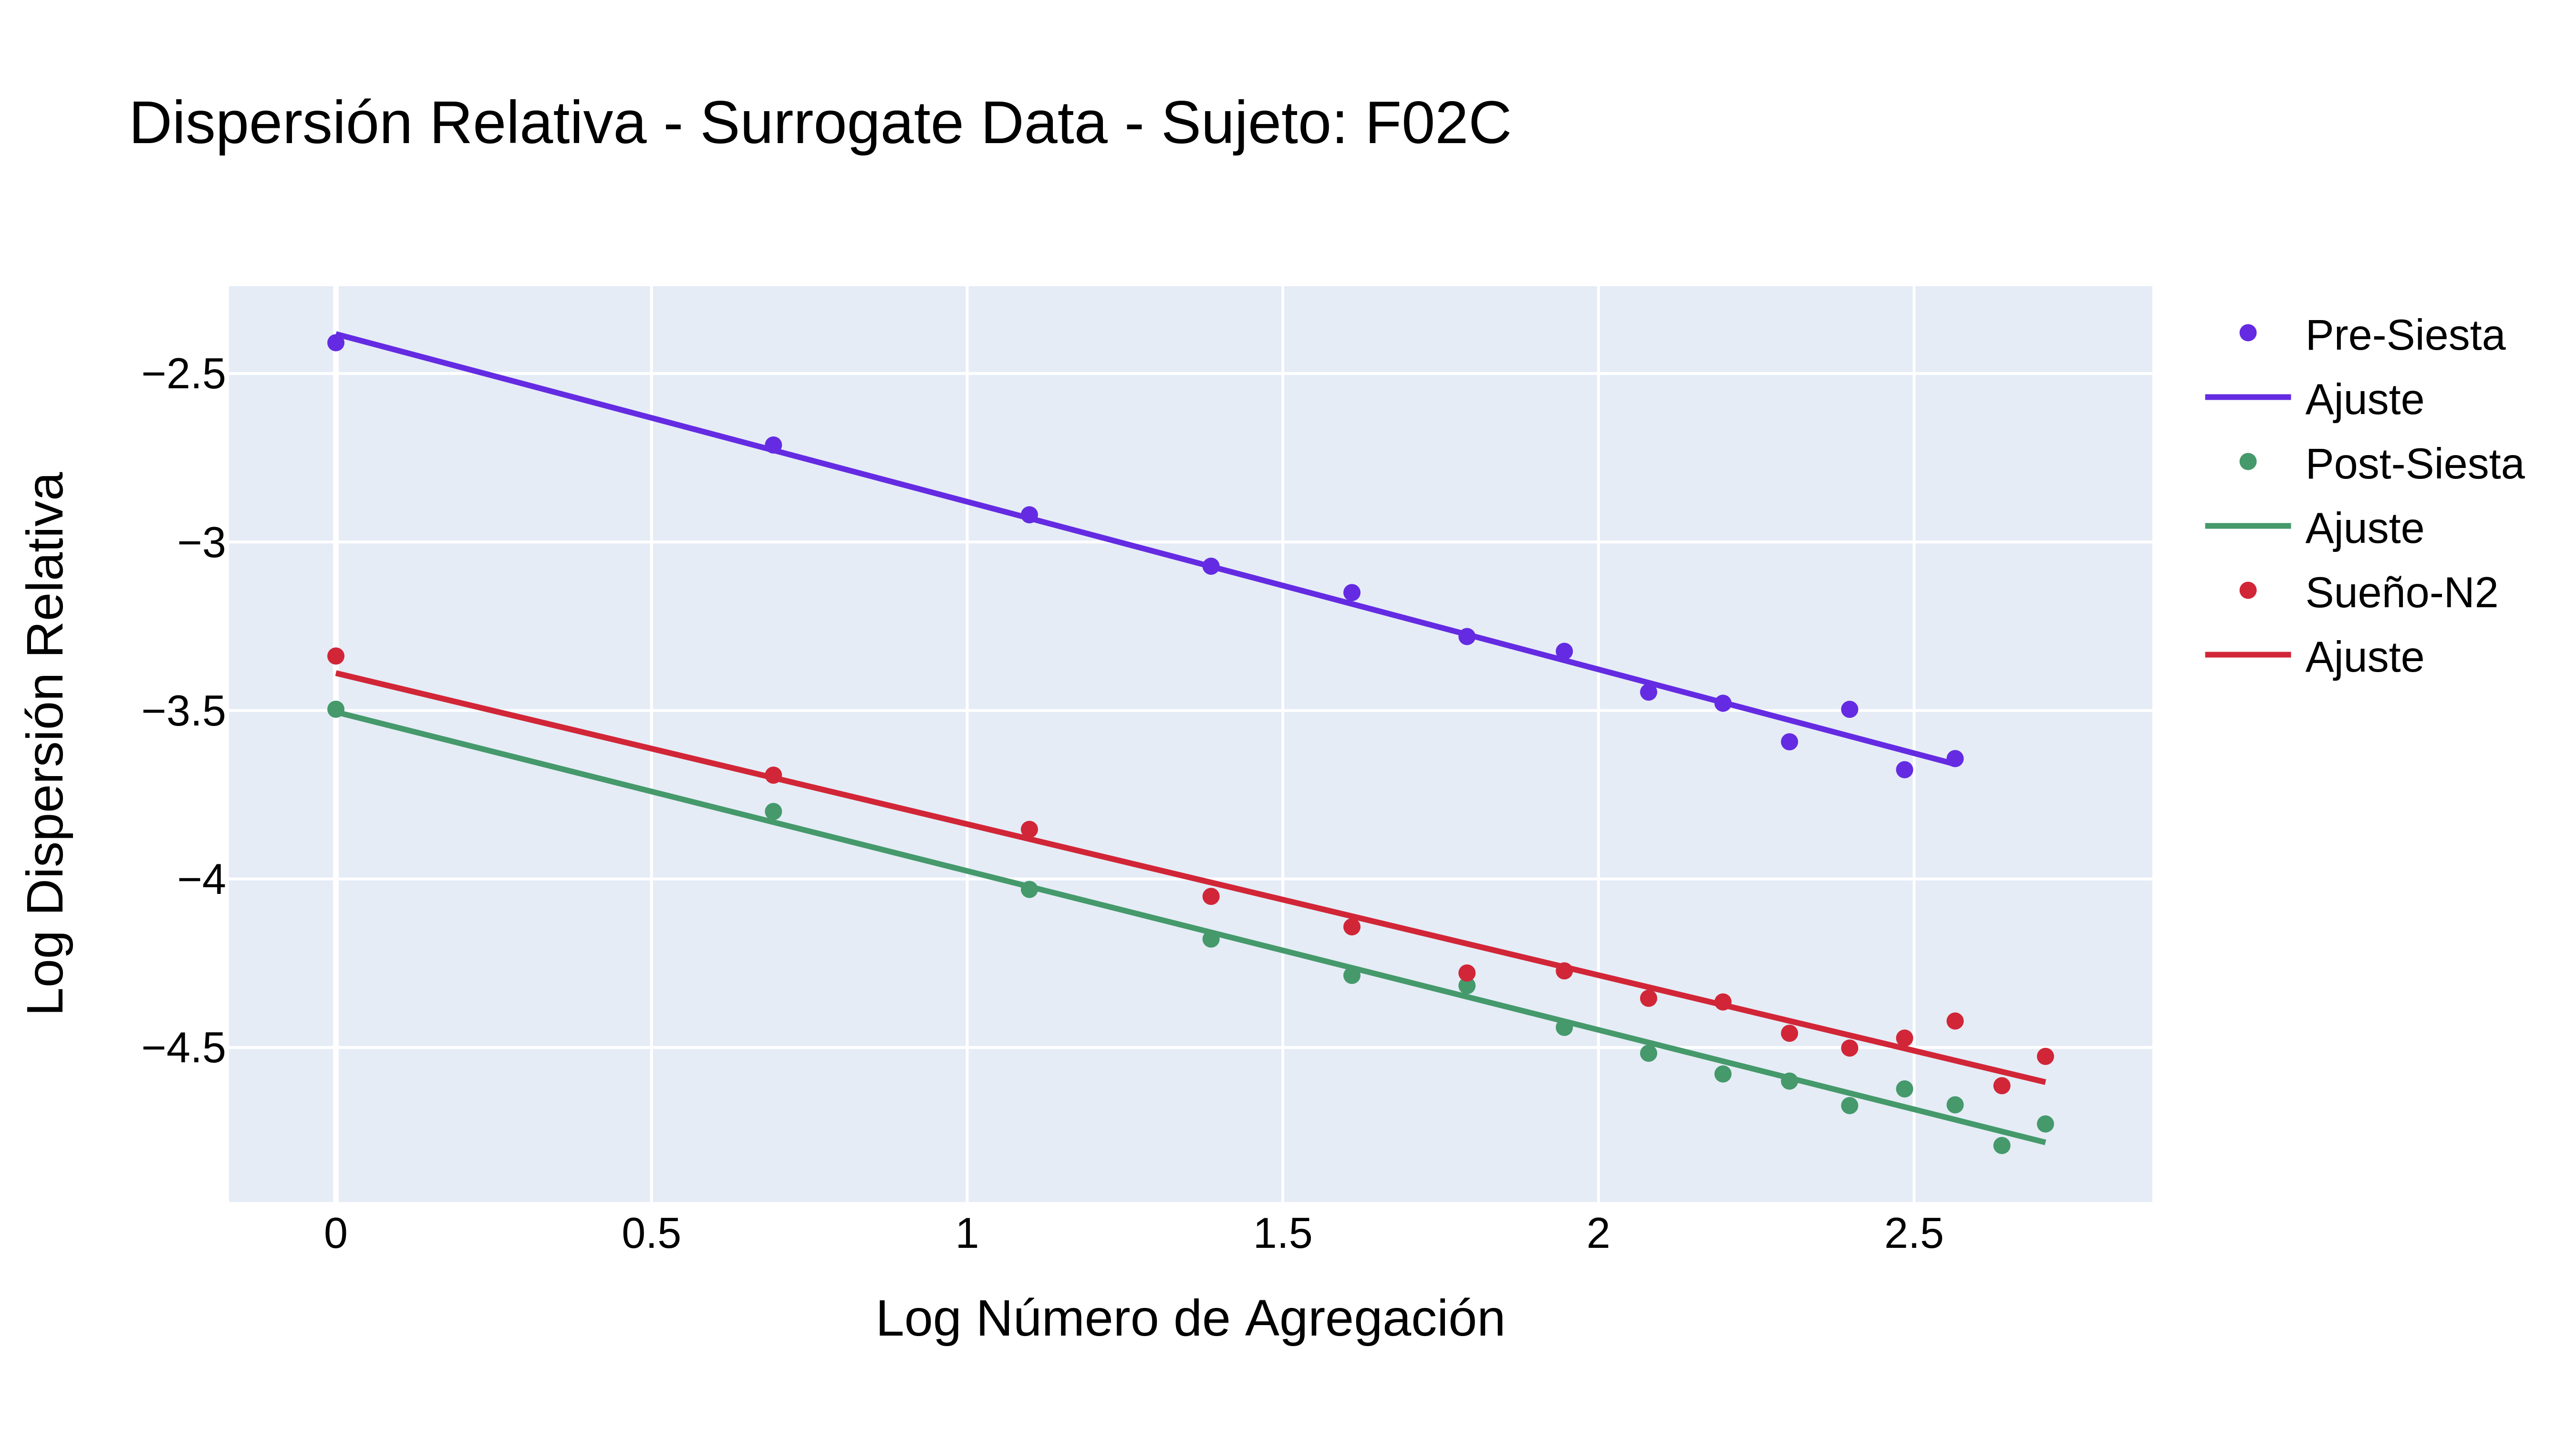 Dispersión Relativa - Surrogate Data - Sujeto: F02C
Pre-Siesta
Ajuste
Post-Siesta
Ajuste
Sueño-N2
Ajuste
Log Dispersión Relativa
−2.5
−3
−3.5
−4
−4.5
0 0.5 1 1.5 2 2.5
Log Número de Agregación